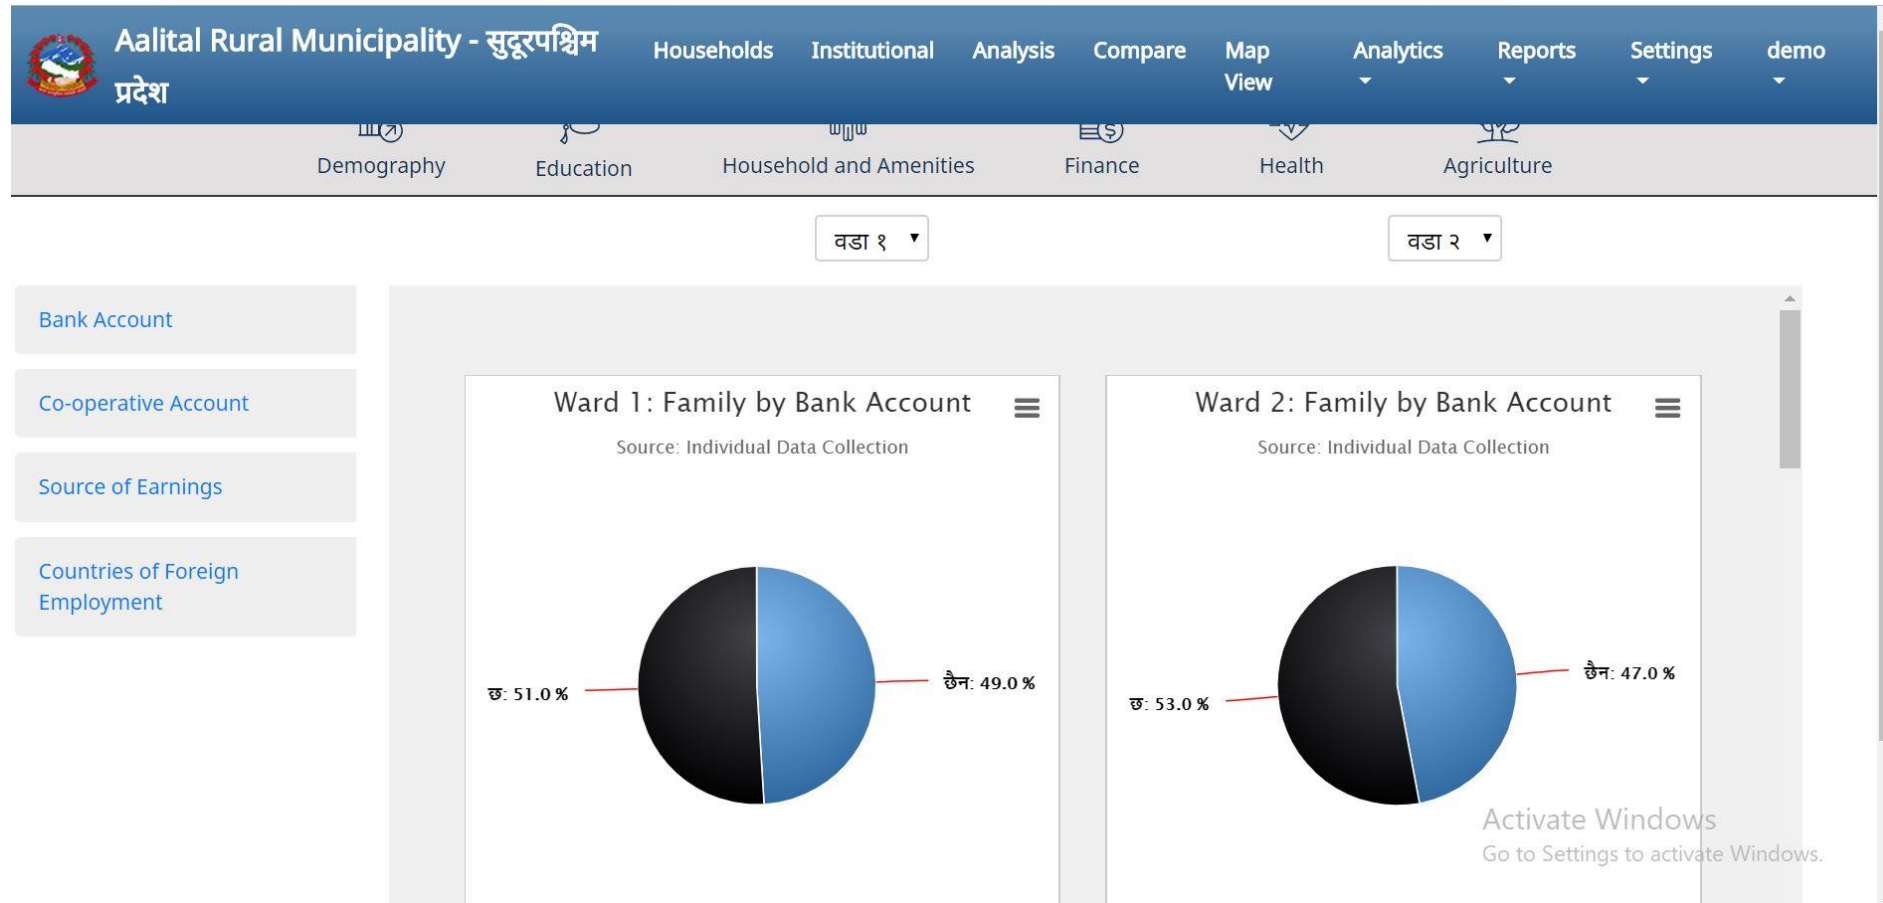 Aalital Rural Municipality - सुदूरपश्चिम
प्रदेश
Households Institutional Analysis Compare Map View Analytics Reports Settings demo
Demography Education Household and Amenities Finance Health Agriculture
वडा १ वडा २
Bank Account
Co-operative Account
Source of Earnings
Countries of Foreign
Employment
Ward 1: Family by Bank Account
Source: Individual Data Collection
छ: 51.0 %
छैन: 49.0 %
Ward 2: Family by Bank Account
Source: Individual Data Collection
छ: 53.0 %
छैन: 47.0 %
Activate Windows
Go to Settings to activate Windows.